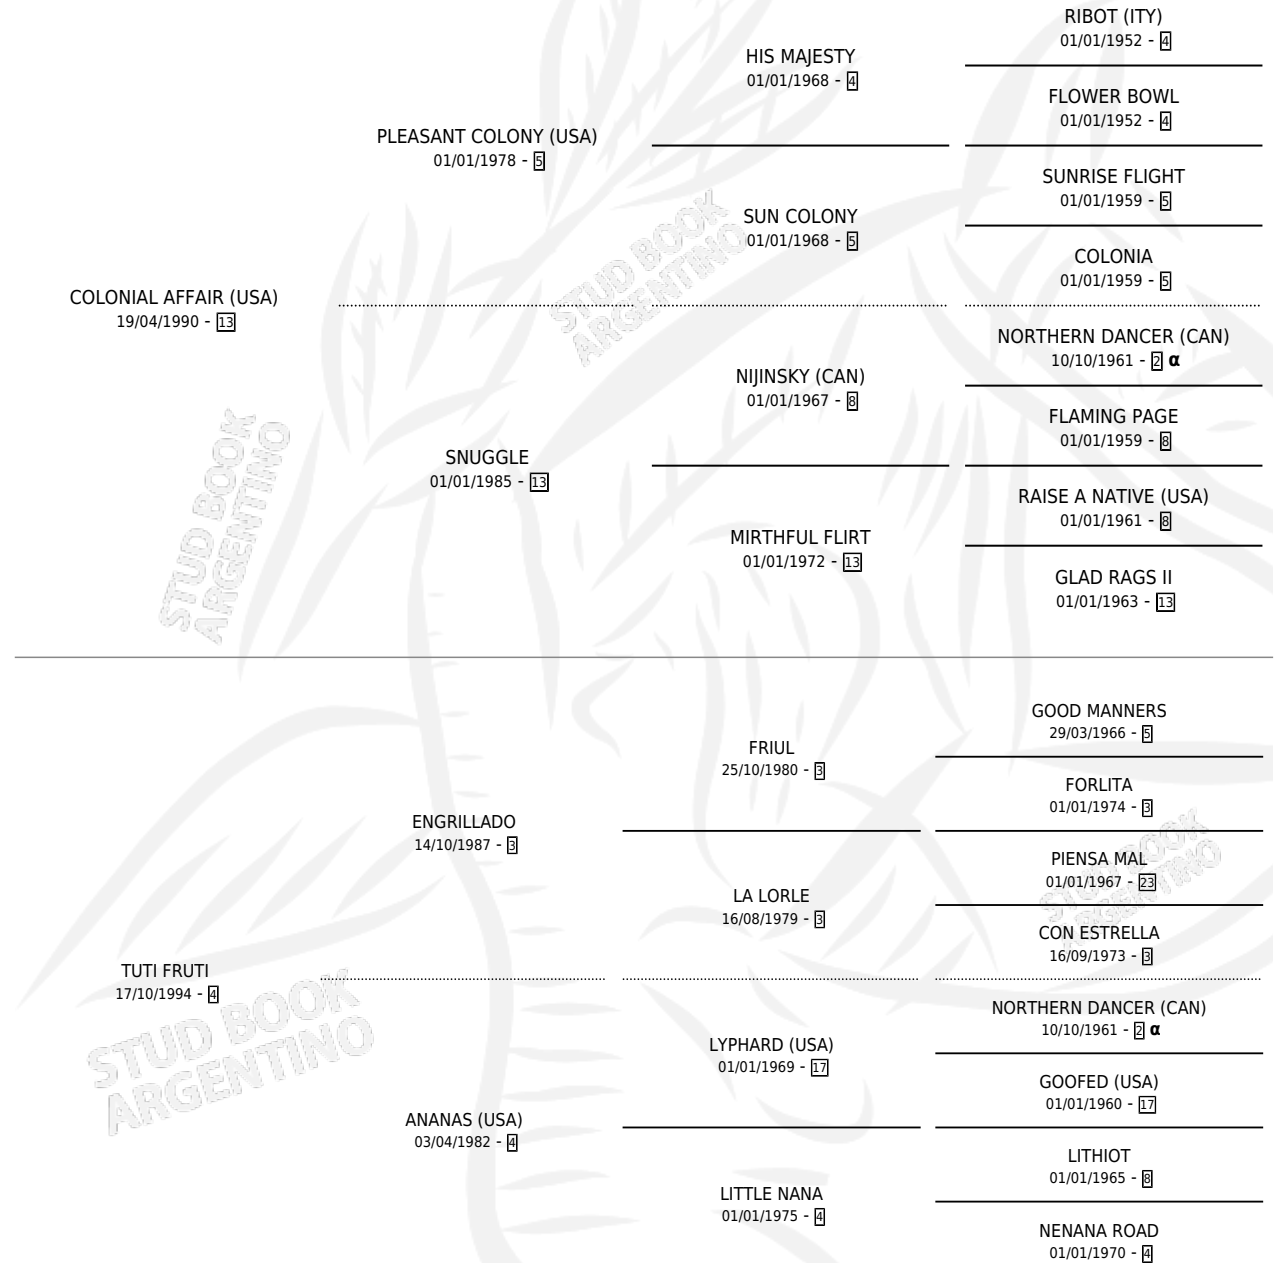 RIBOT (ITY)
01/01/1952 - 4
HIS MAJESTY
01/01/1968 - 4
FLOWER BOWL
01/01/1952 - 4
PLEASANT COLONY (USA)
01/01/1978 - 5
SUNRISE FLIGHT
01/01/1959 - 5
SUN COLONY
01/01/1968 - 5
COLONIA
01/01/1959 - 5
COLONIAL AFFAIR (USA)
19/04/1990 - 13
NORTHERN DANCER (CAN)
10/10/1961 - 2 α
NIJINSKY (CAN)
01/01/1967 - 8
FLAMING PAGE
01/01/1959 - 8
SNUGGLE
01/01/1985 - 13
RAISE A NATIVE (USA)
01/01/1961 - 8
MIRTHFUL FLIRT
01/01/1972 - 13
GLAD RAGS II
01/01/1963 - 13
GOOD MANNERS
29/03/1966 - 5
FRIUL
25/10/1980 - 3
FORLITA
01/01/1974 - 3
ENGRILLADO
14/10/1987 - 3
PIENSA MAL
01/01/1967 - 23
LA LORLE
16/08/1979 - 3
CON ESTRELLA
16/09/1973 - 3
TUTI FRUTI
17/10/1994 - 4
NORTHERN DANCER (CAN)
10/10/1961 - 2 α
LYPHARD (USA)
01/01/1969 - 17
GOOFED (USA)
01/01/1960 - 17
ANANAS (USA)
03/04/1982 - 4
LITHIOT
01/01/1965 - 8
LITTLE NANA
01/01/1975 - 4
NENANA ROAD
01/01/1970 - 4
STUD BOOK
ARGENTINO
STUD BOOK
ARGENTINO
STUD BOOK
ARGENTINO
STUD BOOK
ARGENTINO